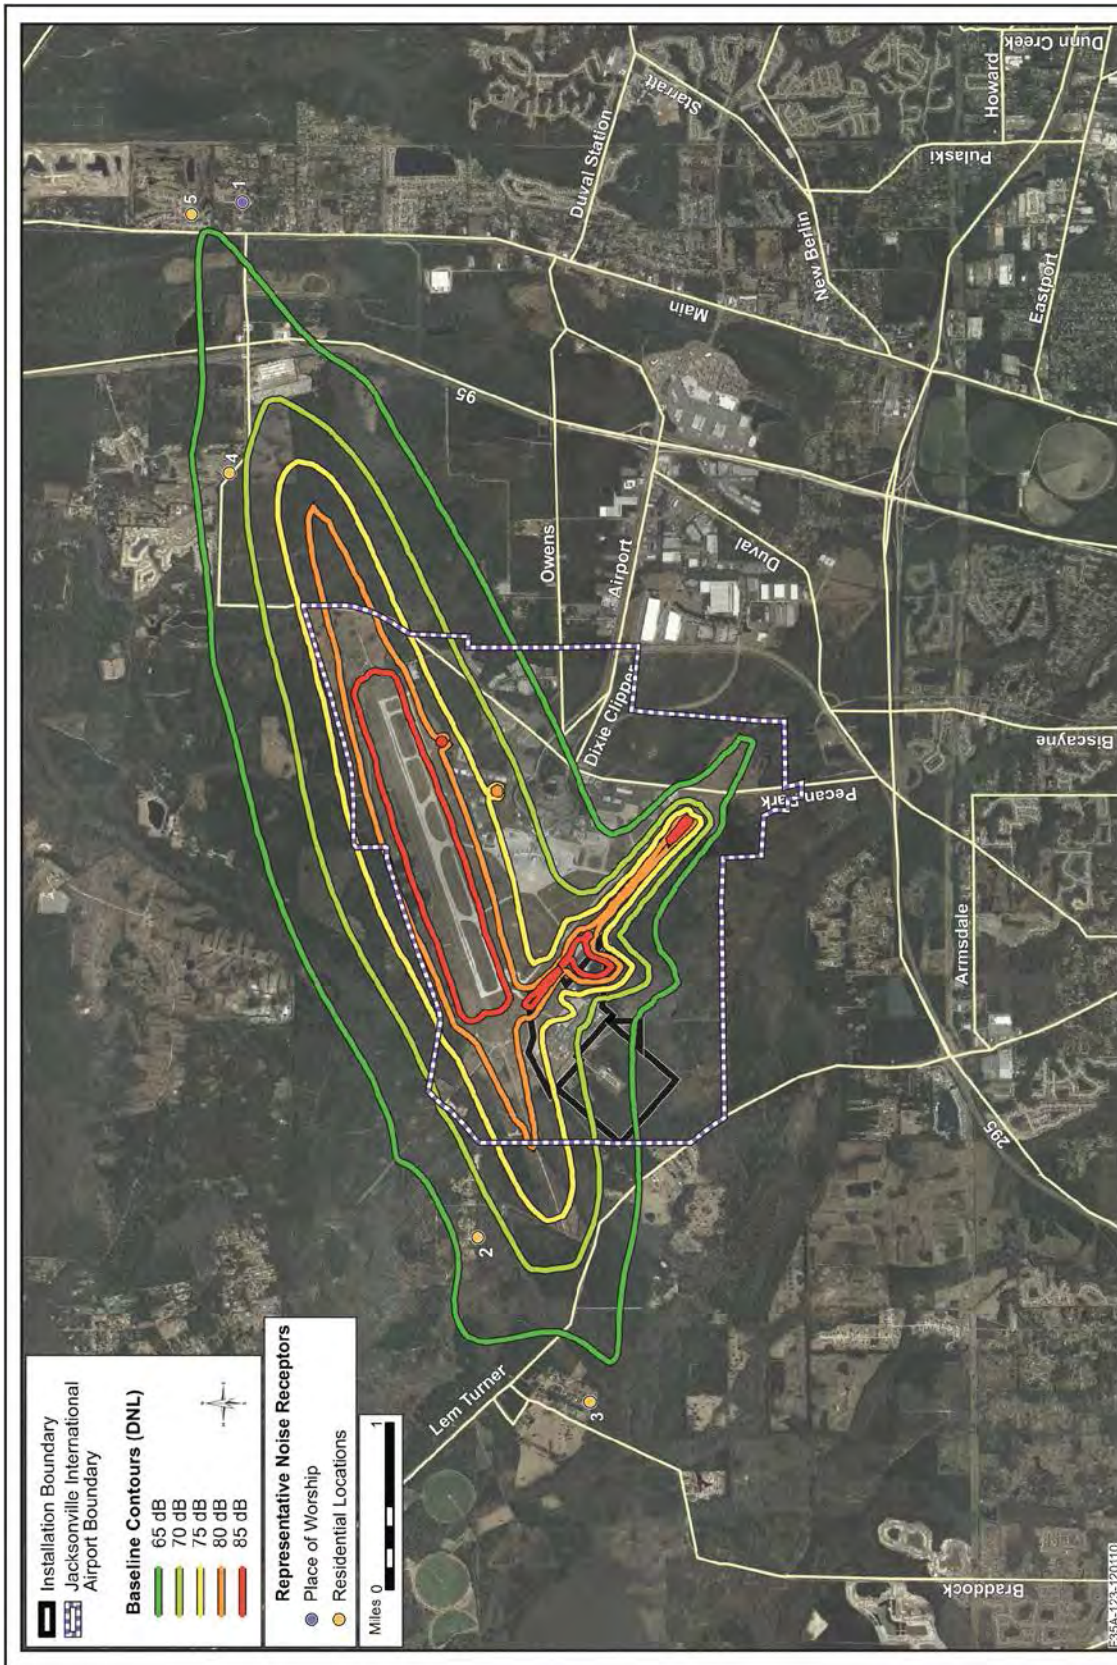 Installation Boundary
Jacksonville International
Airport Boundary
Baseline Contours (DNL)
65 dB
70 dB
75 dB
80 dB
85 dB
Representative Noise Receptors
Place of Worship
Residential Locations
Miles 0
1
Lem Turner
2
3
4
5
1
95
Owens
Airport
Dixie Clipper
Duval
Pecan Park
Biscayne
Armsdale
295
Braddock
Main
Duval Station
Starratt
New Berlin
Pulaski
Howard
Dunn Creek
Eastport
F35A-123-120110